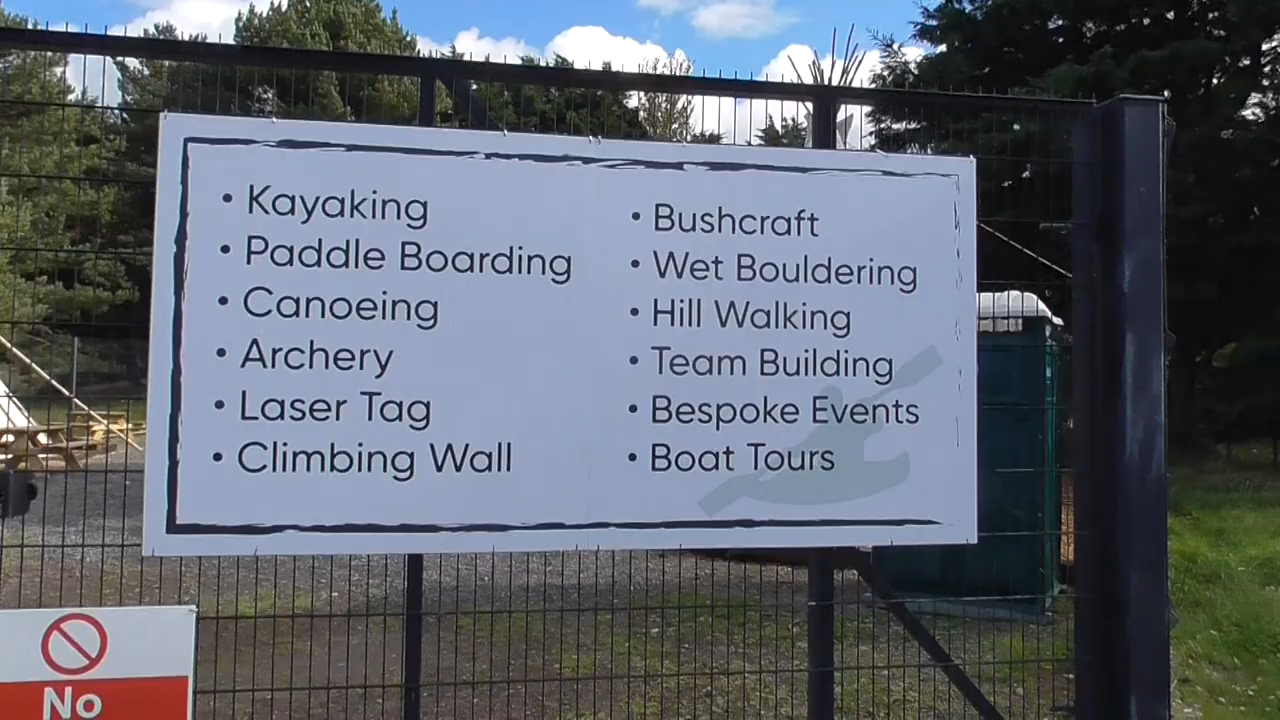 • Kayaking
• Paddle Boarding
• Canoeing
• Archery
• Laser Tag
• Climbing Wall
• Bushcraft
• Wet Bouldering
• Hill Walking
• Team Building
• Bespoke Events
• Boat Tours
No